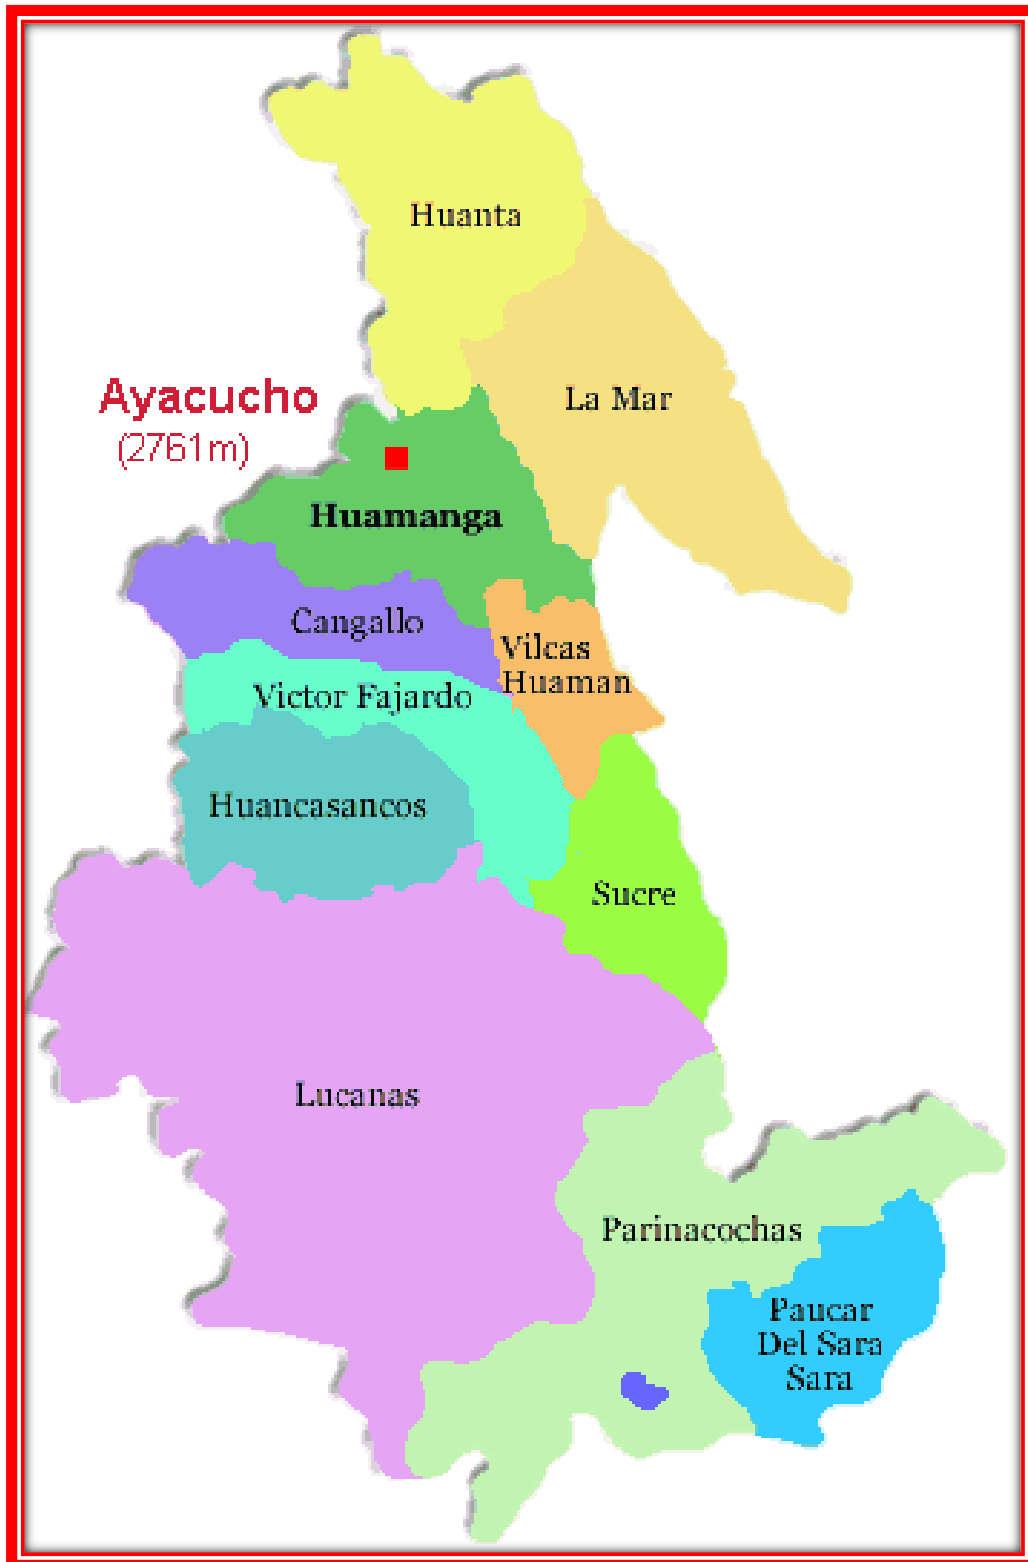 Huanta
La Mar
Ayacucho
(2761m)
Huamanga
Cangallo
Vilcas
Huaman
Victor Fajardo
Huancasancos
Sucre
Lucanas
Parinacochas
Paucar
Del Sara
Sara